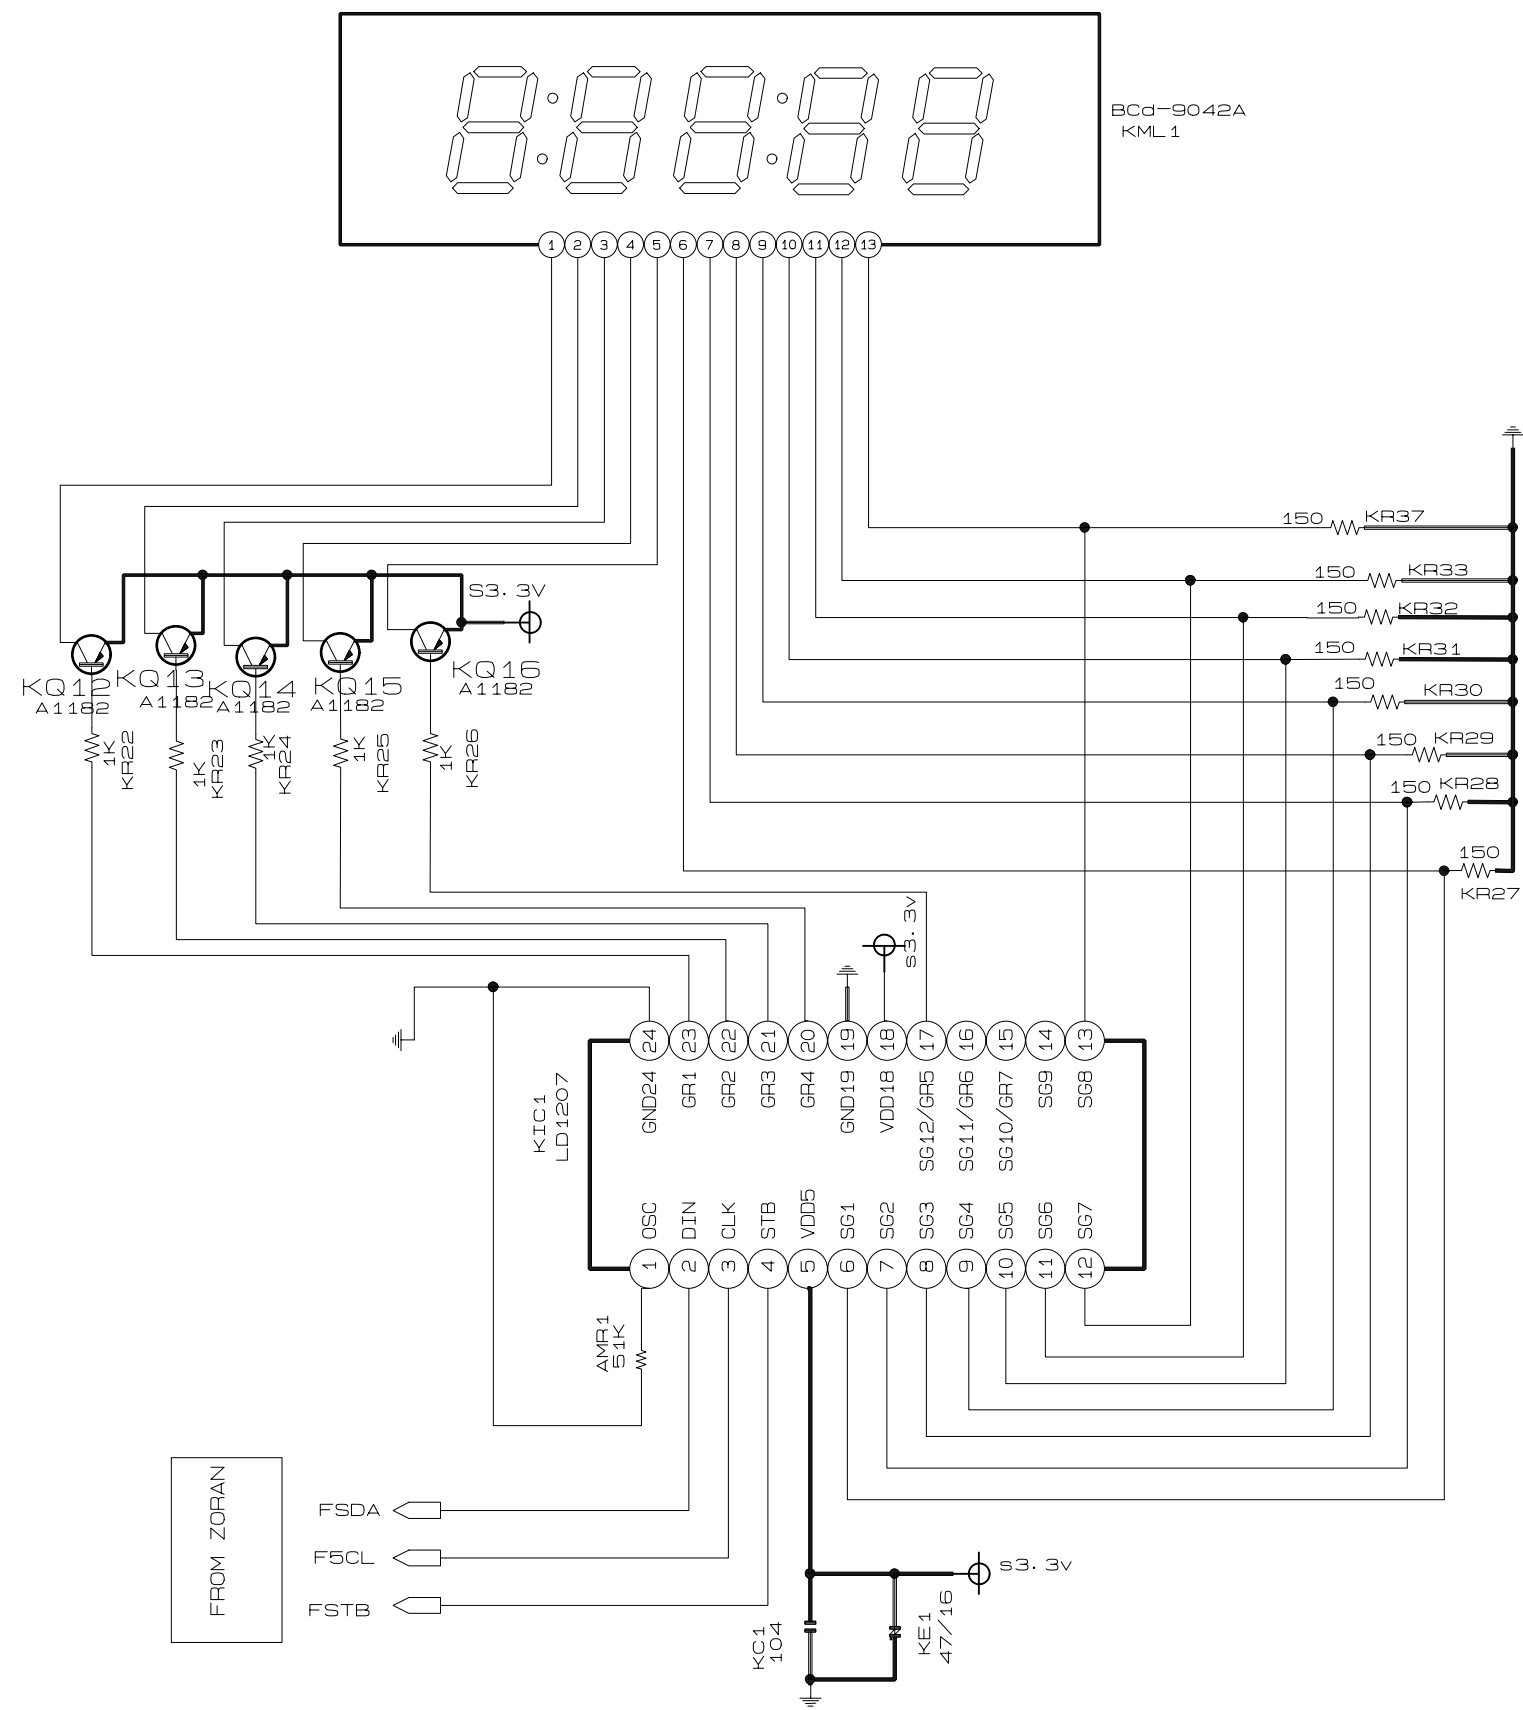 BCd-9042A
KML1
1 2 3 4 5 6 7 8 9 10 11 12 13
150 KR37
150 KR33
150 KR32
150 KR31
150 KR30
150 KR29
150 KR28
150
KR27
S3.3V
KQ12
A1182
KQ13
A1182
KQ14
A1182
KQ15
A1182
KQ16
A1182
1K
KR22
1K
KR23
1K
KR24
1K
KR25
1K
KR26
s3.3v
24 23 22 21 20 19 18 17 16 15 14 13
GND24 GR1 GR2 GR3 GR4 GND19 VDD18 SG12/GR5 SG11/GR6 SG10/GR7 SG9 SG8
KIC1
LD1207
OSC DIN CLK STB VDD5 SG1 SG2 SG3 SG4 SG5 SG6 SG7
1 2 3 4 5 6 7 8 9 10 11 12
AMR1
51K
FROM ZORAN
FSDA
F5CL
FSTB
s3.3v
KC1
104
KE1
47/16